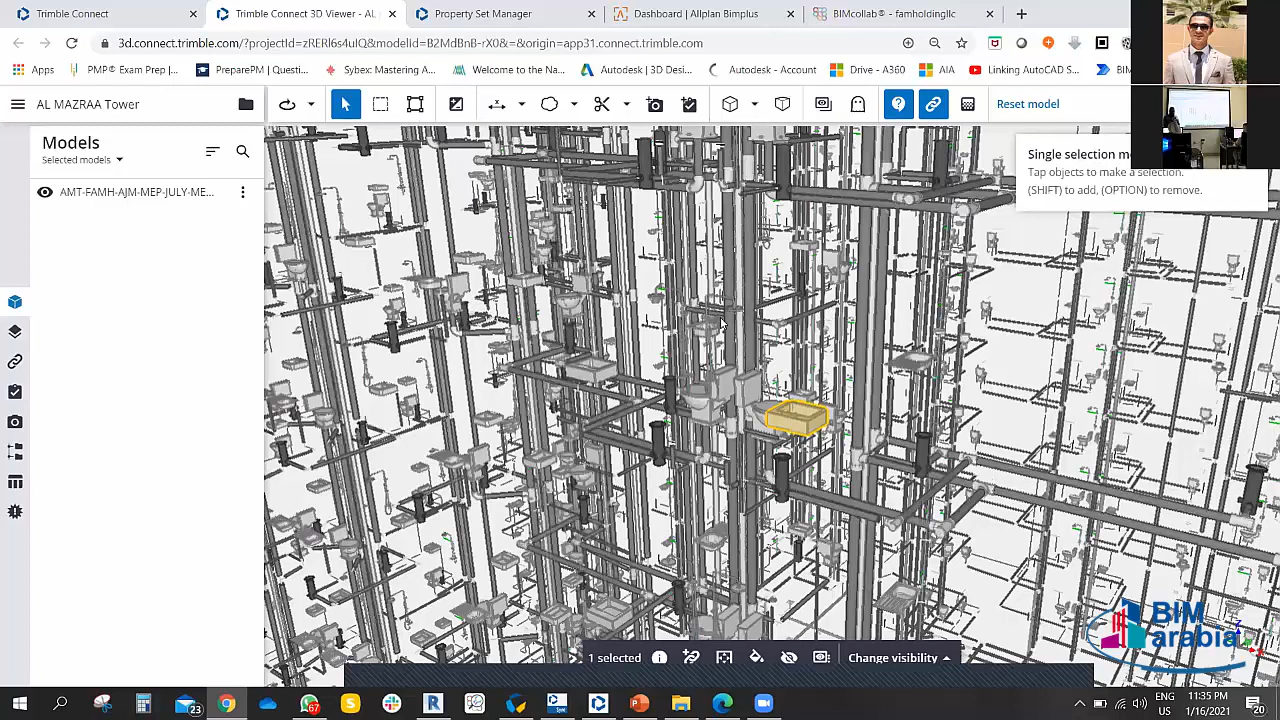 Trimble Connect
Trimble Connect 3D Viewer - AL
Property Set Manager
Dashboard | Allplan Bimplus
BIMcollab® - famholdingllc
3d.connect.trimble.com/?projectId=
&origin=app31.connect.trimble.com
Apps
PMP® Exam Prep |...
PreparePM | Questi...
Sybex: Mastering ...
Welcome to the Na...
Autodesk | 3D Desi...
Autodesk - Account
Drive - A360
AIA
Linking AutoCAD S...
BIM
AL MAZRAA Tower
Reset model
Models
Selected models
AMT-FAMH-AJM-MEP-JULY-ME...
Single selection m
Tap objects to make a selection.
(SHIFT) to add, (OPTION) to remove.
1 selected
Change visibility
BIM
arabia
Z
23
67
ENG
US
11:35 PM
1/16/2021
20